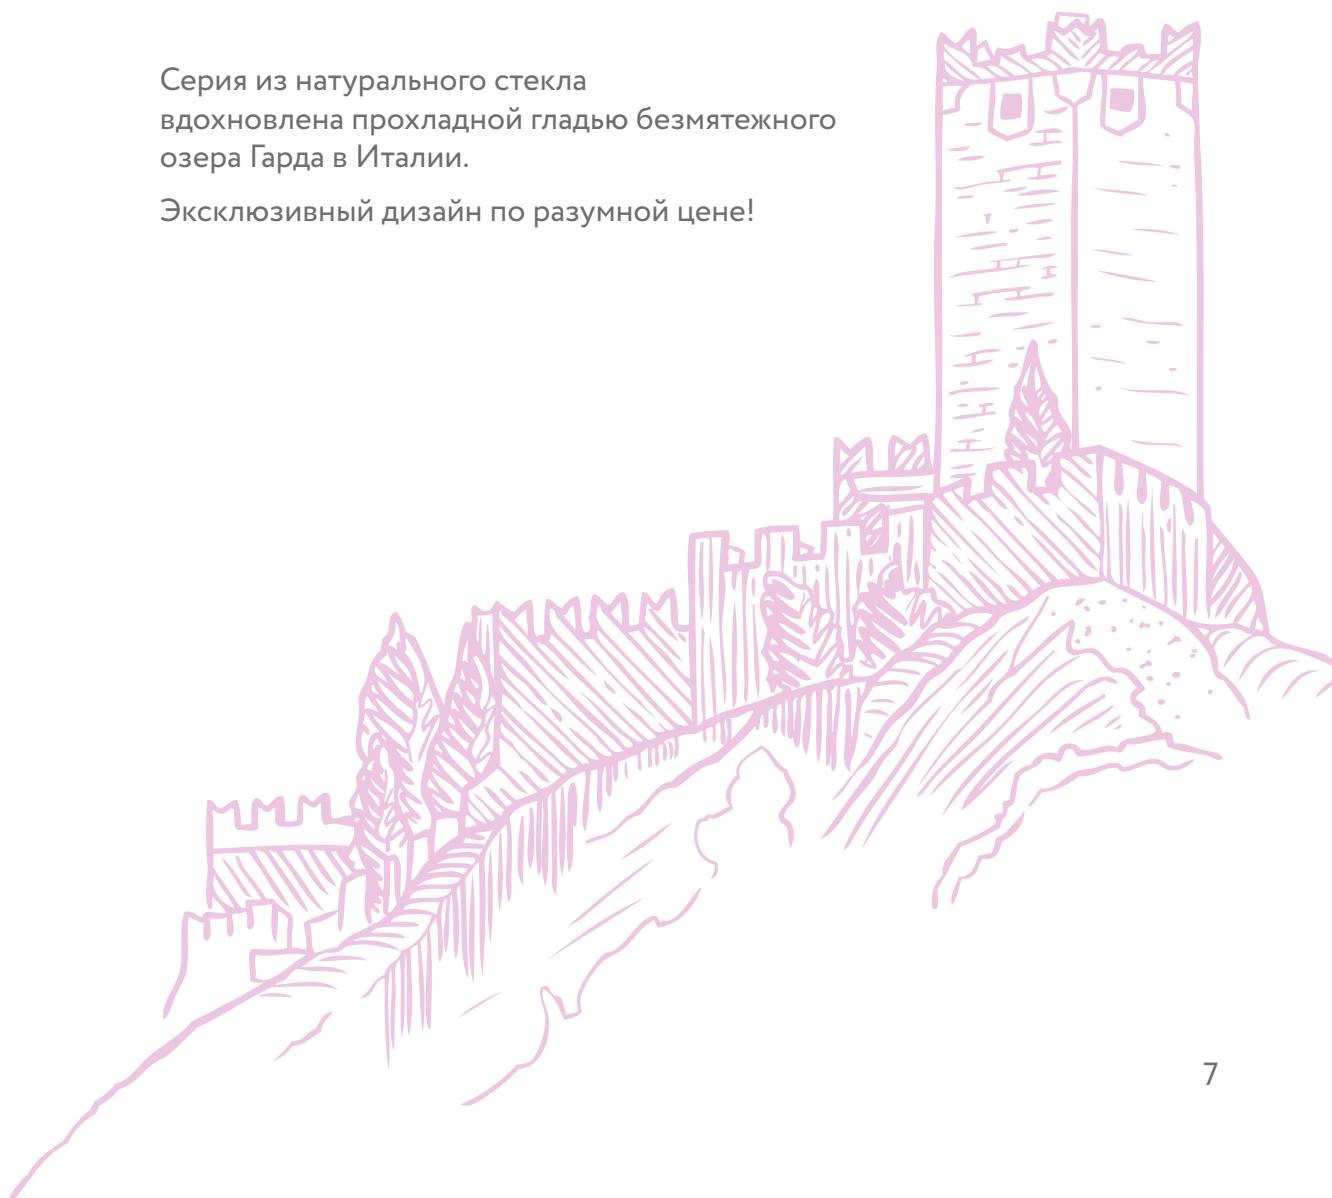 Серия из натурального стекла
вдохновлена прохладной гладью безмятежного
озера Гарда в Италии.
Эксклюзивный дизайн по разумной цене!
7